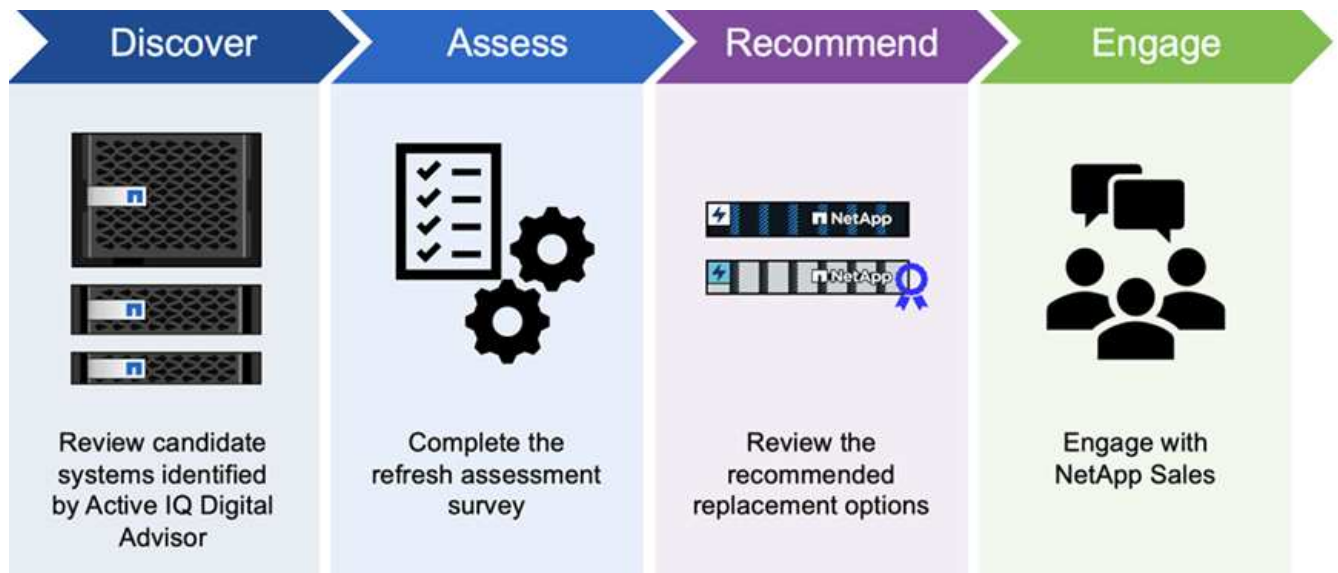 Discover
Assess
Recommend
Engage
NetApp
NetApp
Review candidate
systems identified
by Active IQ Digital
Advisor
Complete the
refresh assessment
survey
Review the
recommended
replacement options
Engage with
NetApp Sales